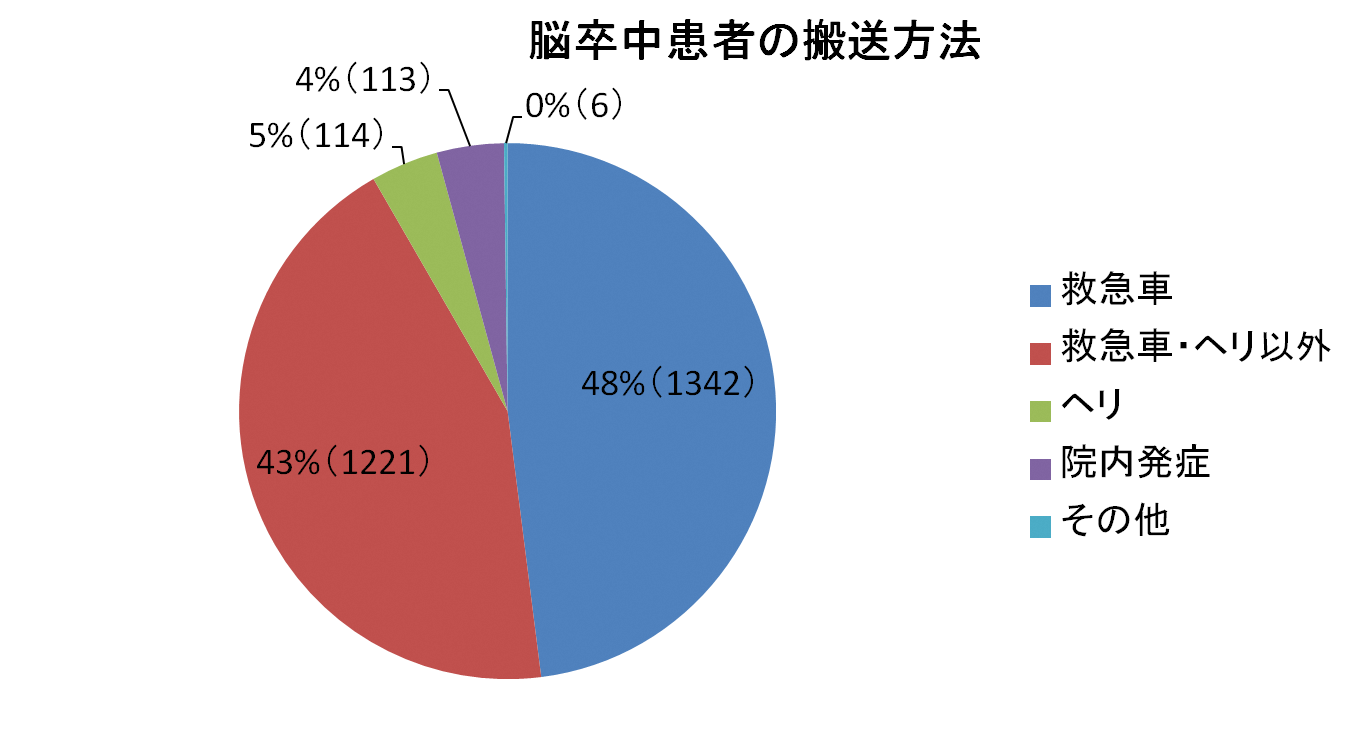 脳卒中患者の搬送方法
4%（113）
0%（6）
5%（114）
48%（1342）
43%（1221）
救急車
救急車・ヘリ以外
ヘリ
院内発症
その他